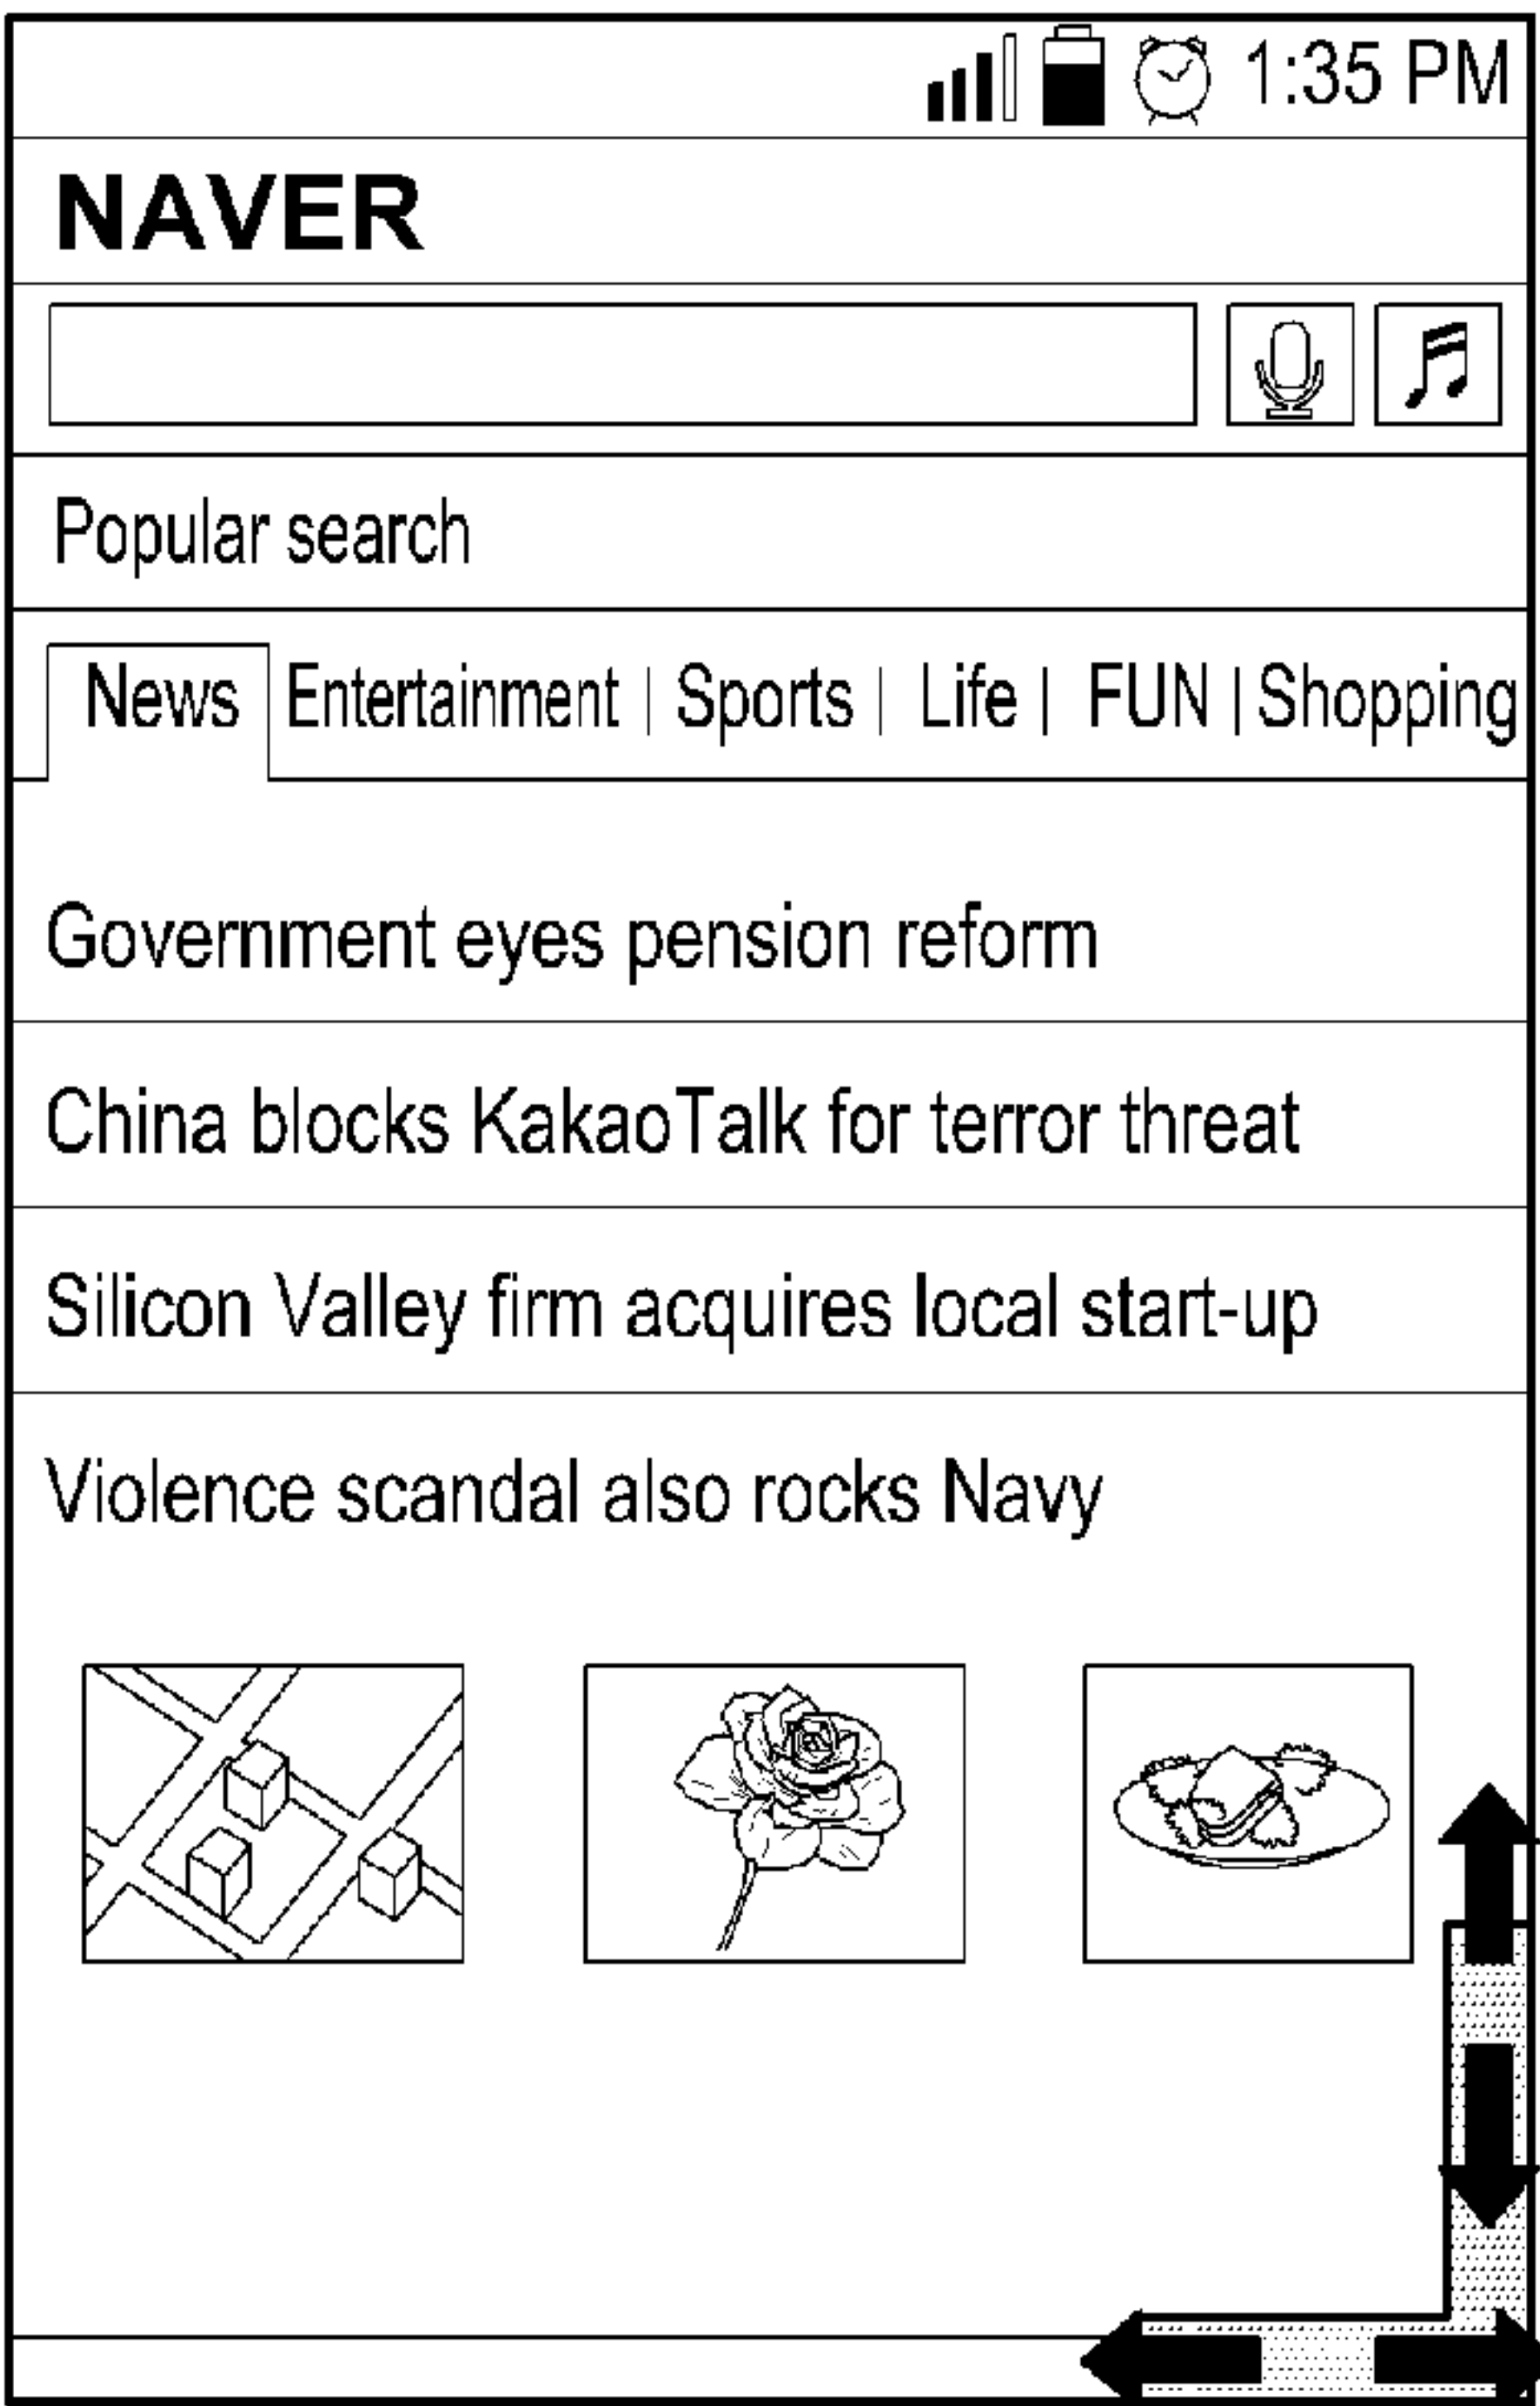 1:35 PM
NAVER
Popular search
News Entertainment | Sports | Life | FUN | Shopping
Government eyes pension reform
China blocks KakaoTalk for terror threat
Silicon Valley firm acquires local start-up
Violence scandal also rocks Navy